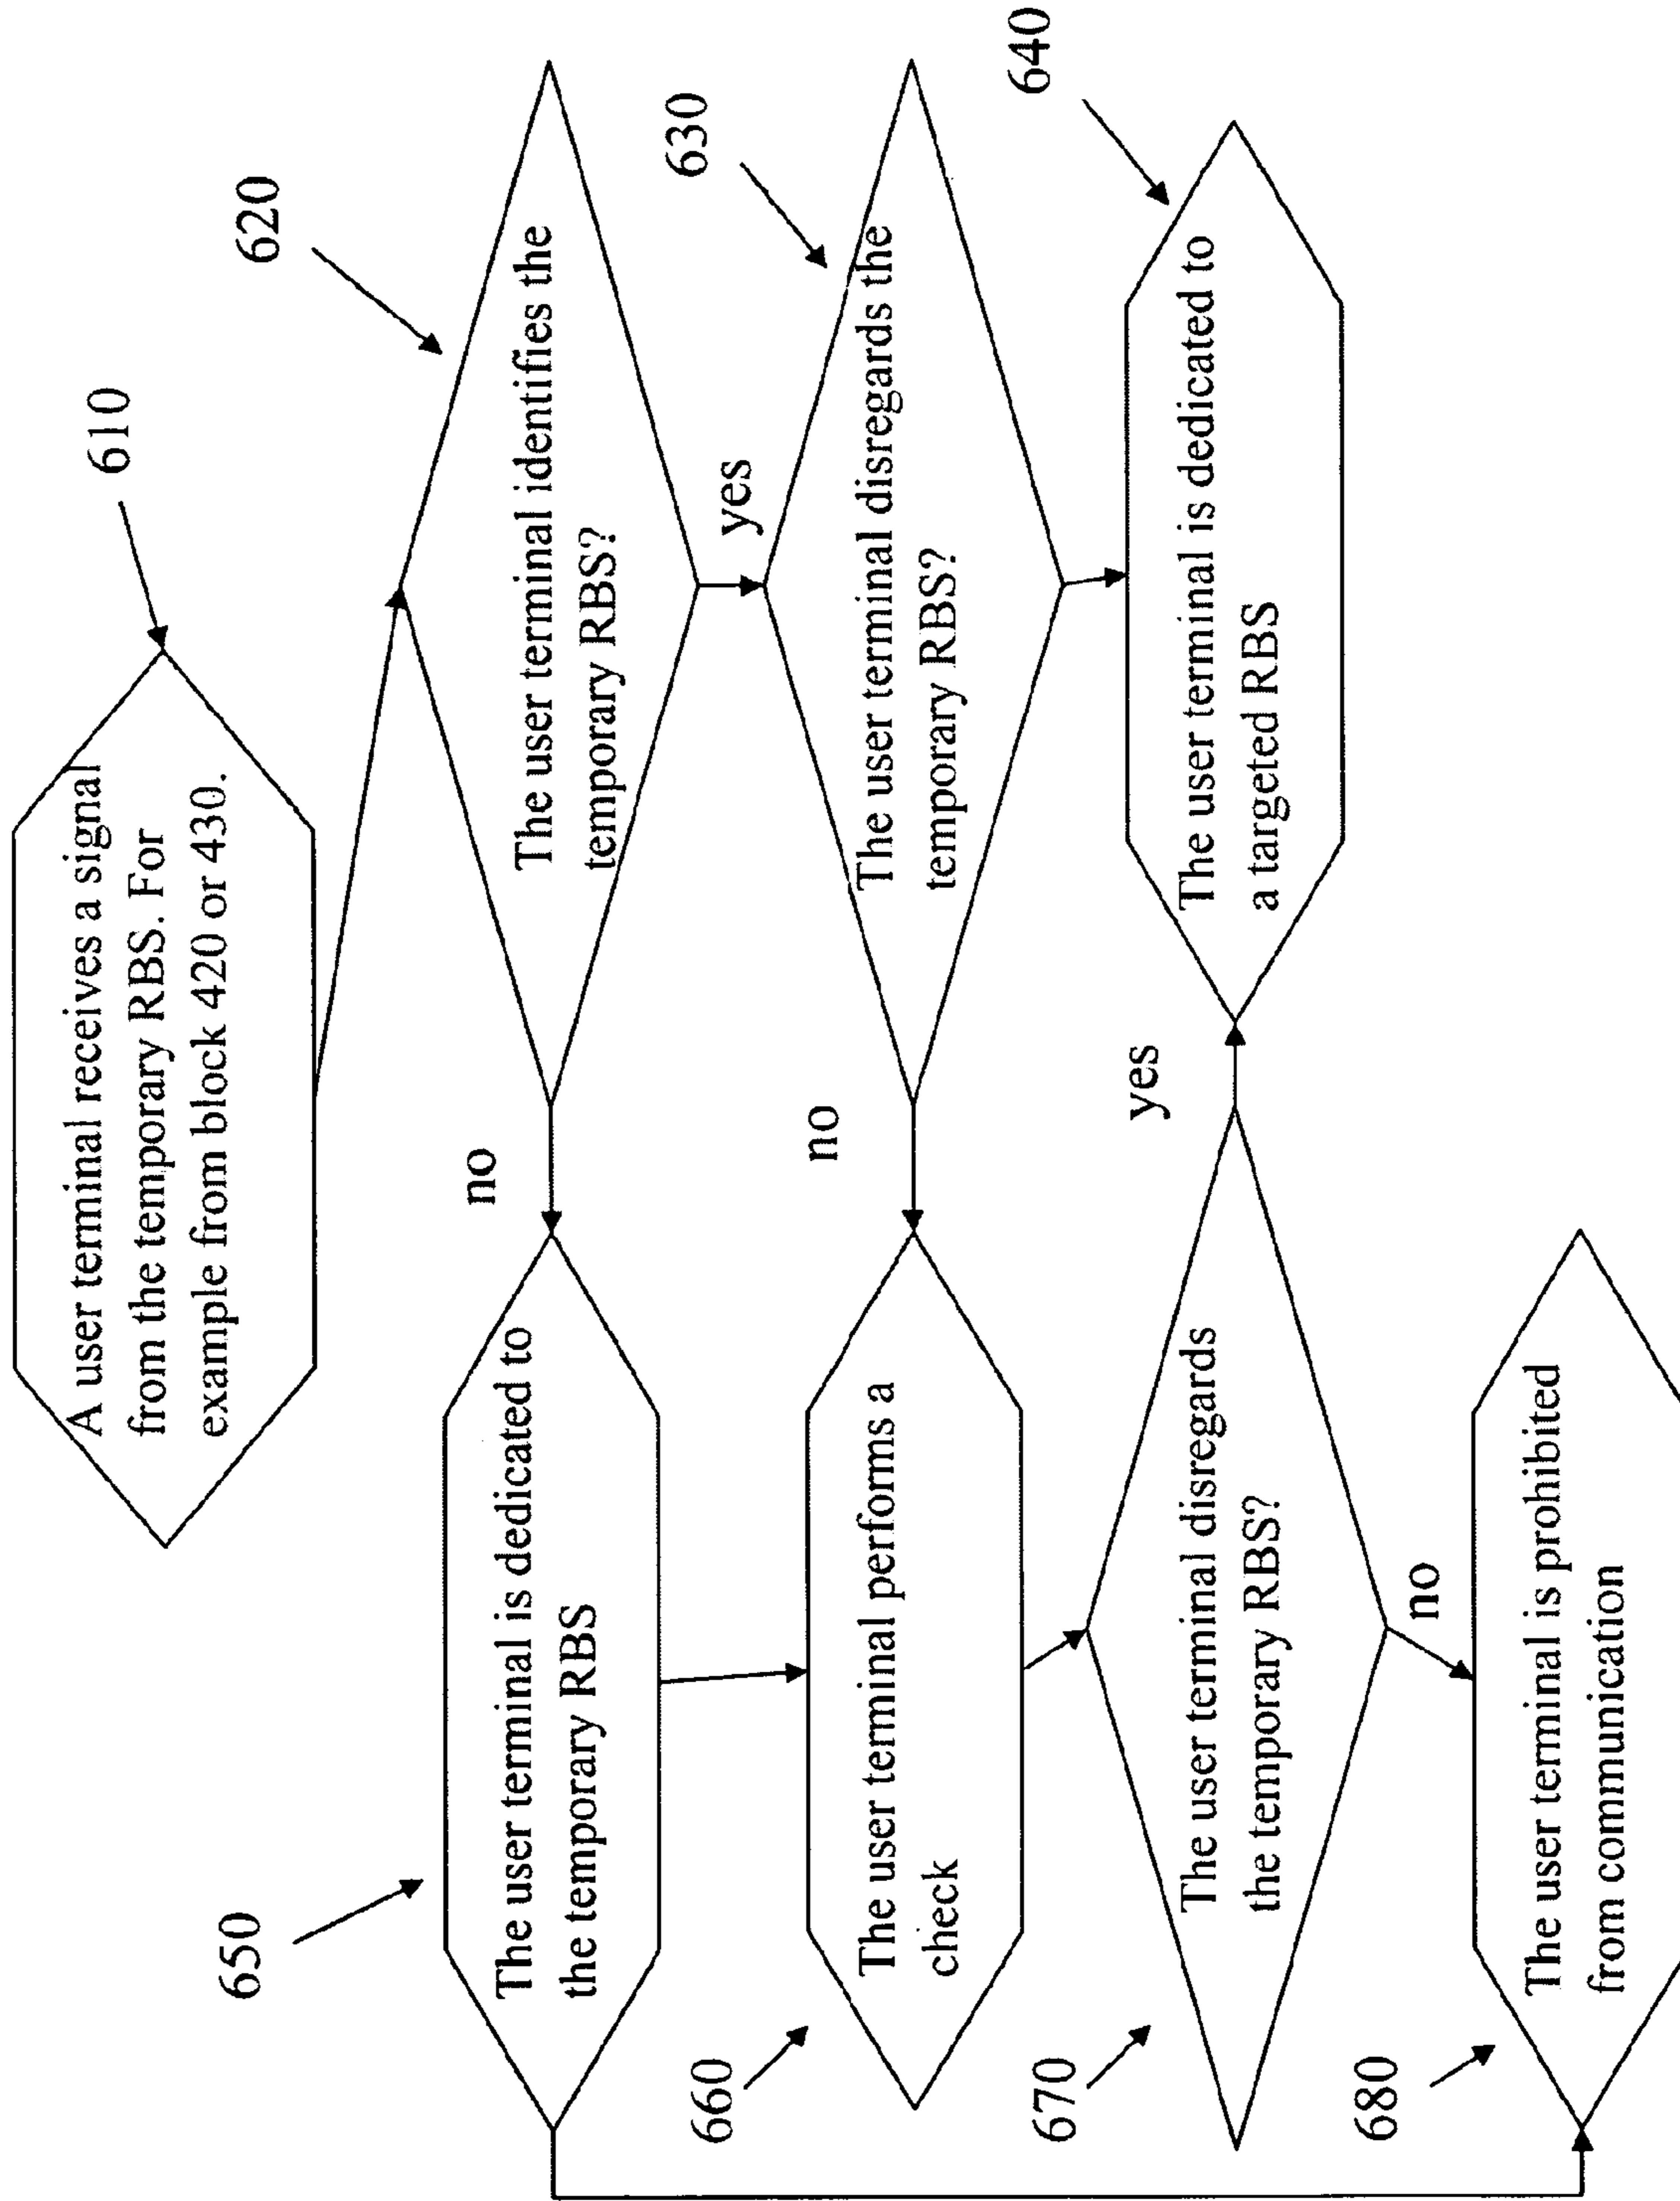 610
A user terminal receives a signal
from the temporary RBS. For
example from block 420 or 430.
620
The user terminal identifies the
temporary RBS?
no
yes
630
The user terminal disregards the
temporary RBS?
no
640
The user terminal is dedicated to
a targeted RBS
650
The user terminal is dedicated to
the temporary RBS
660
The user terminal performs a
check
670
The user terminal disregards
the temporary RBS?
yes
no
680
The user terminal is prohibited
from communication